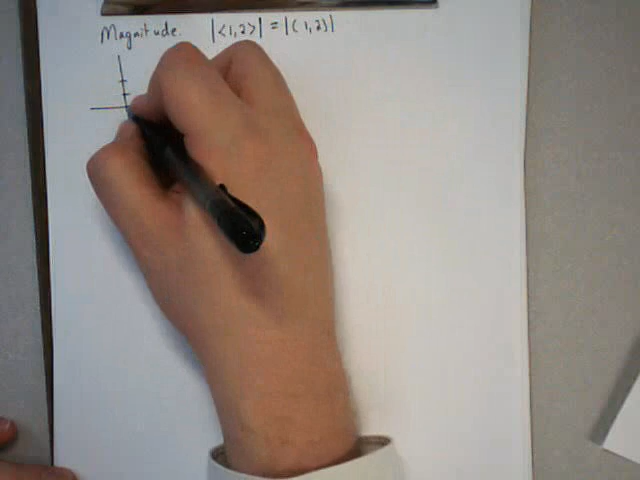 Magnitude. |<1,2>| = |(1,2)|